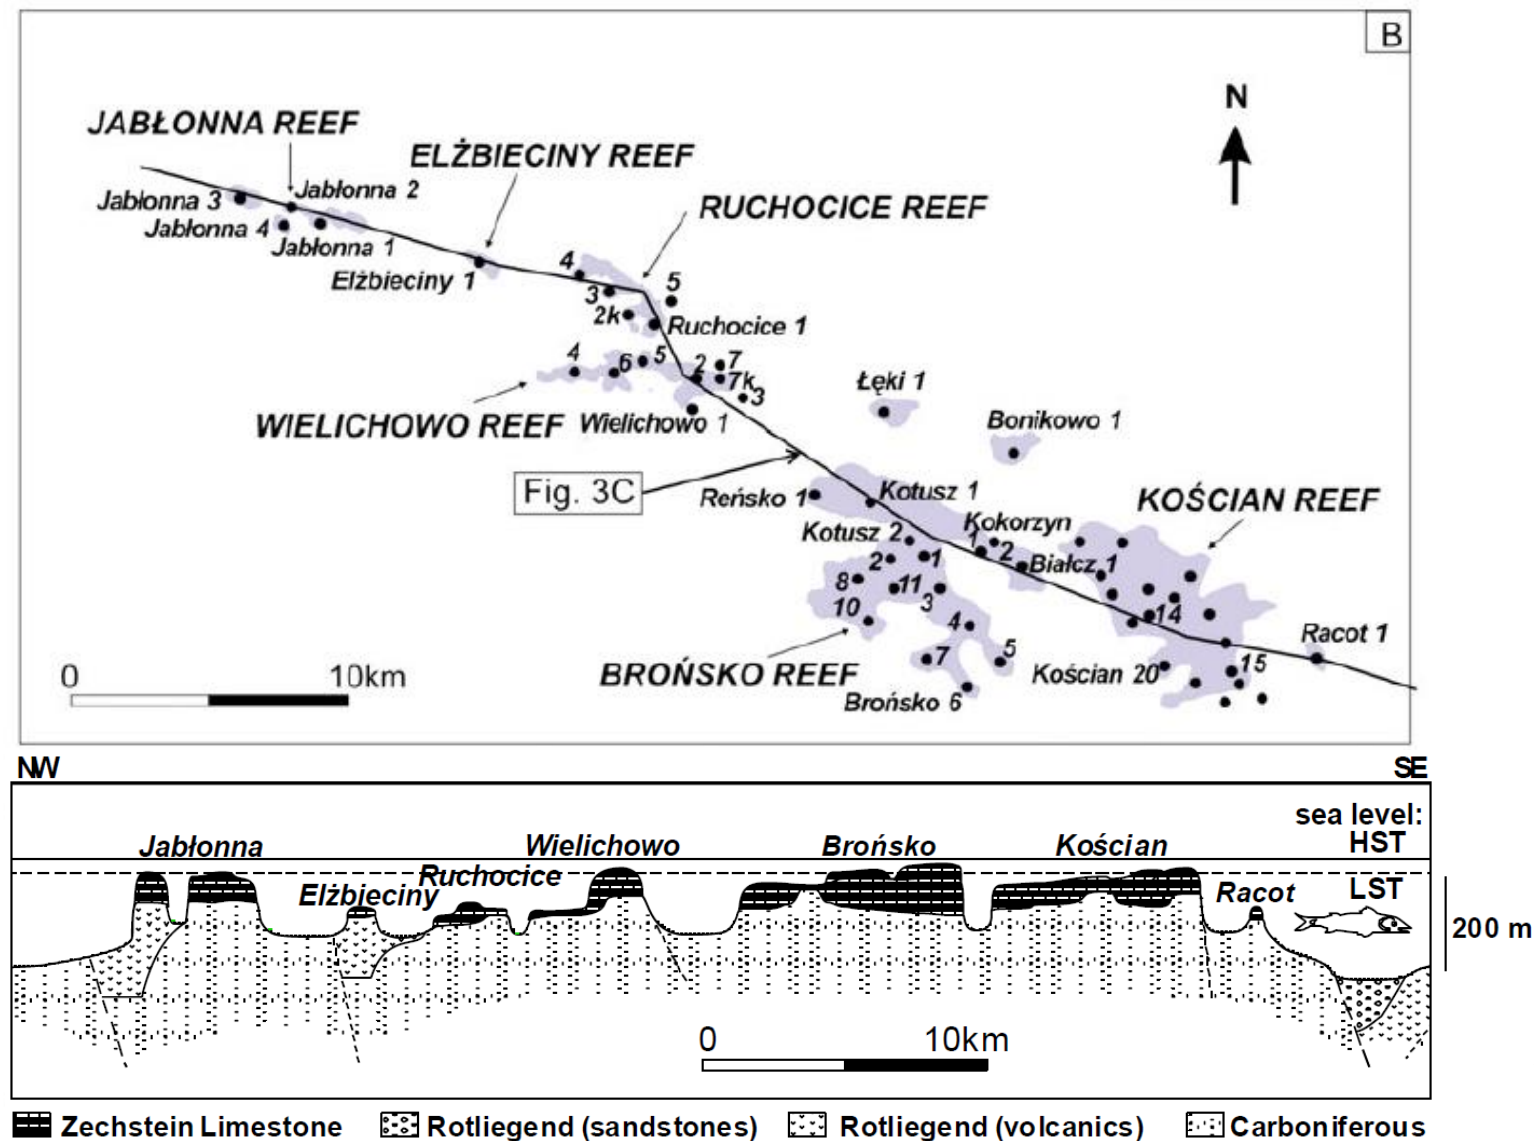 B
N
JABŁONNA REEF
ELŻBIECINY REEF
RUCHOCICE REEF
Jabłonna 3
Jabłonna 2
Jabłonna 4
Jabłonna 1
Elżbieciny 1
4
3
5
2k
Ruchocice 1
4
6
5
2
7
7k
3
WIELICHOWO REEF
Wielichowo 1
Łęki 1
Bonikowo 1
Fig. 3C
Reńsko 1
Kotusz 1
KOŚCIAN REEF
Kotusz 2
Kokorzyn
1
2
Białcz 1
2
1
8
11
3
10
14
4
BROŃSKO REEF
7
5
Kościan 20
15
Racot 1
Brońsko 6
0 10km
NW SE
sea level:
HST
Jabłonna
Wielichowo
Brońsko
Kościan
Elżbieciny
Ruchocice
Racot
LST
200 m
0 10km
Zechstein Limestone
Rotliegend (sandstones)
Rotliegend (volcanics)
Carboniferous